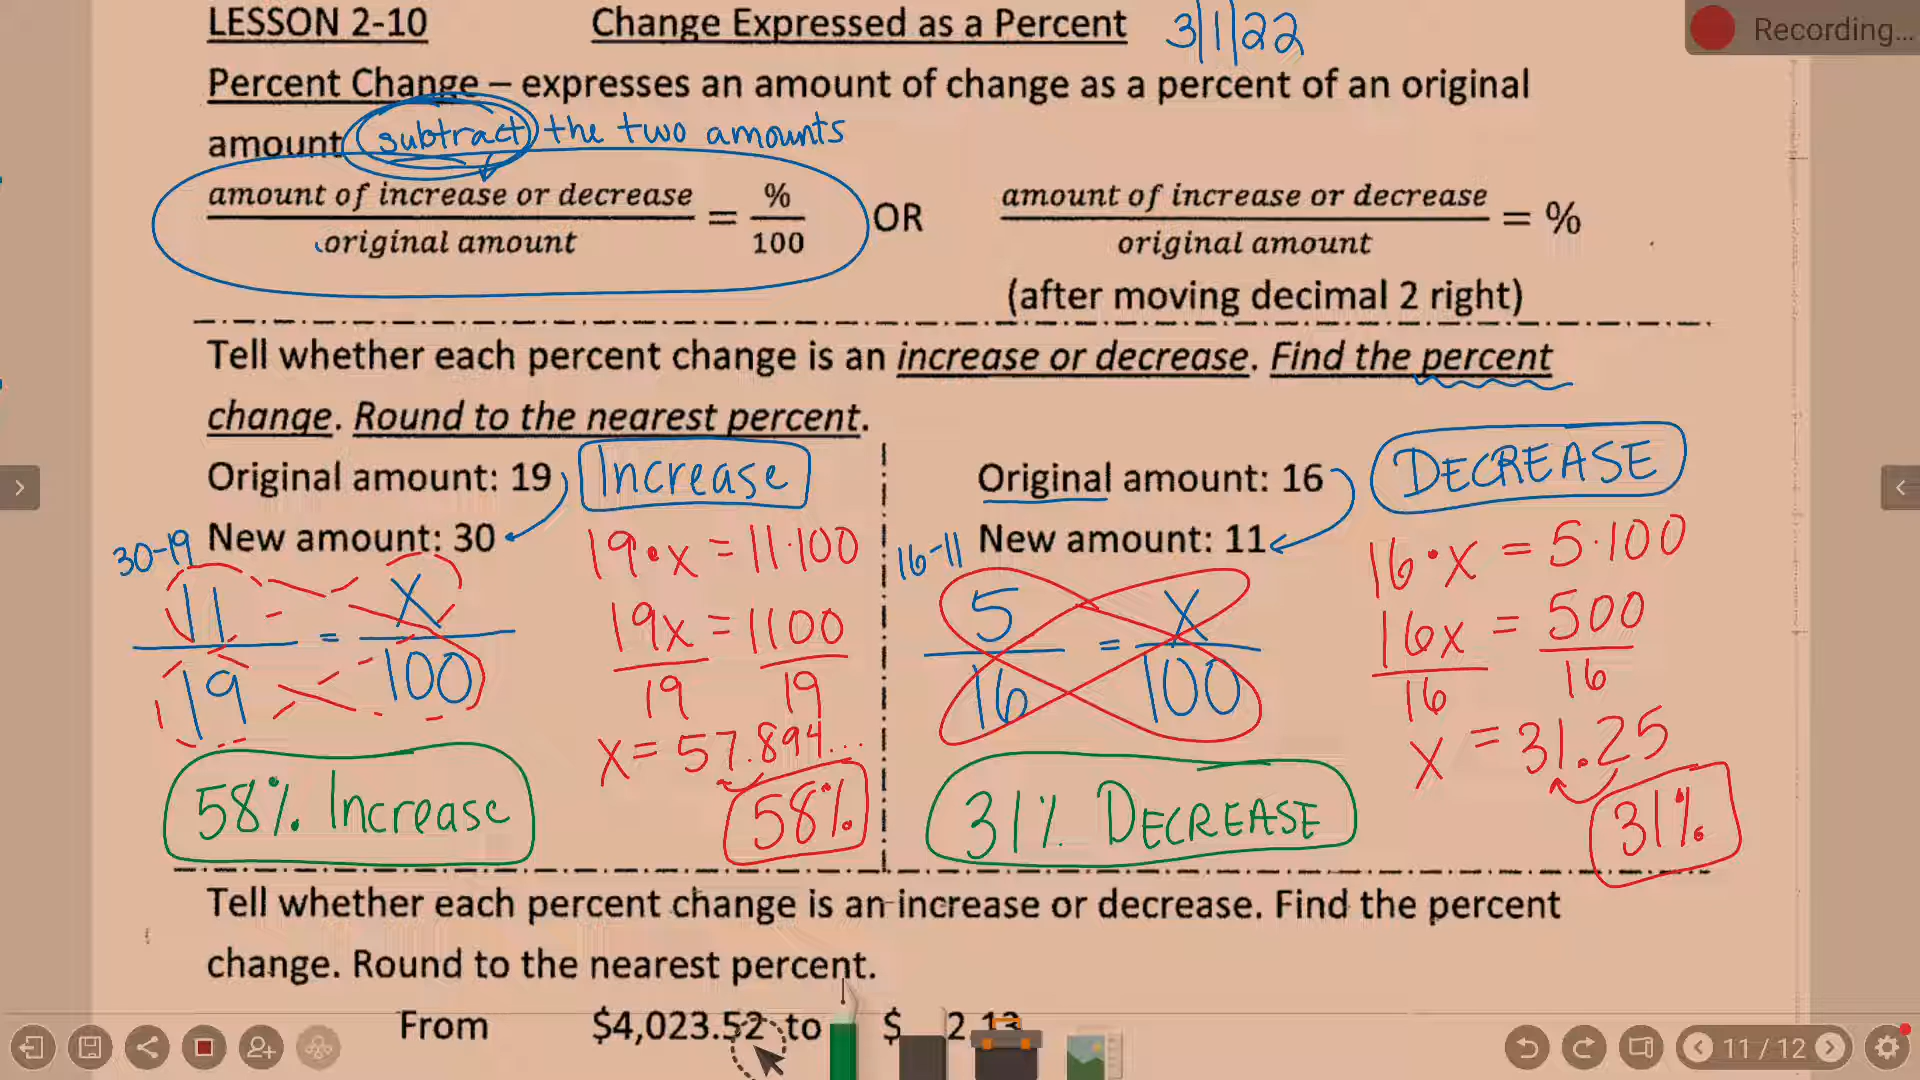 LESSON 2-10 Change Expressed as a Percent 3/1/22
Recording...
Percent Change – expresses an amount of change as a percent of an original
amount subtract the two amounts
amount of increase or decrease / original amount = % / 100 OR amount of increase or decrease / original amount = %
(after moving decimal 2 right)
Tell whether each percent change is an increase or decrease. Find the percent
change. Round to the nearest percent.
Original amount: 19 Increase
New amount: 30
30-19
11 / 19 = x / 100
19 • x = 11·100
19x = 1100
19 19
x = 57.894...
58%
58% Increase
Original amount: 16 DECREASE
New amount: 11
16-11
5 / 16 = x / 100
16 • x = 5·100
16x = 500
16 16
x = 31.25
31%
31% DECREASE
Tell whether each percent change is an increase or decrease. Find the percent
change. Round to the nearest percent.
From $4,023.52 to $
11 / 12